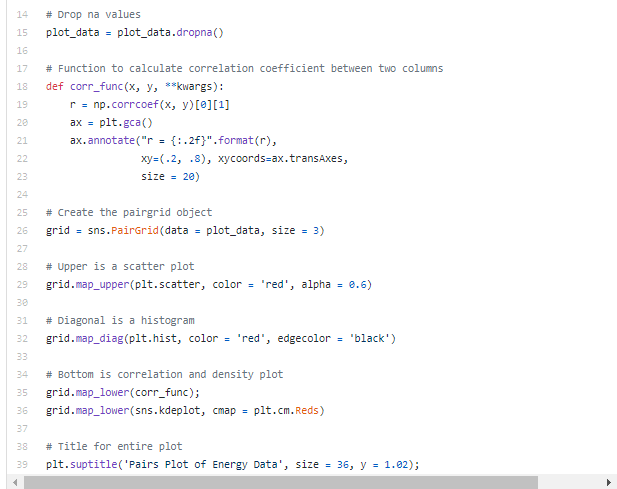 14 # Drop na values
15 plot_data = plot_data.dropna()
16
17 # Function to calculate correlation coefficient between two columns
18 def corr_func(x, y, **kwargs):
19 r = np.corrcoef(x, y)[0][1]
20 ax = plt.gca()
21 ax.annotate("r = {:.2f}".format(r),
22 xy=(.2, .8), xycoords=ax.transAxes,
23 size = 20)
24
25 # Create the pairgrid object
26 grid = sns.PairGrid(data = plot_data, size = 3)
27
28 # Upper is a scatter plot
29 grid.map_upper(plt.scatter, color = 'red', alpha = 0.6)
30
31 # Diagonal is a histogram
32 grid.map_diag(plt.hist, color = 'red', edgecolor = 'black')
33
34 # Bottom is correlation and density plot
35 grid.map_lower(corr_func);
36 grid.map_lower(sns.kdeplot, cmap = plt.cm.Reds)
37
38 # Title for entire plot
39 plt.suptitle('Pairs Plot of Energy Data', size = 36, y = 1.02);